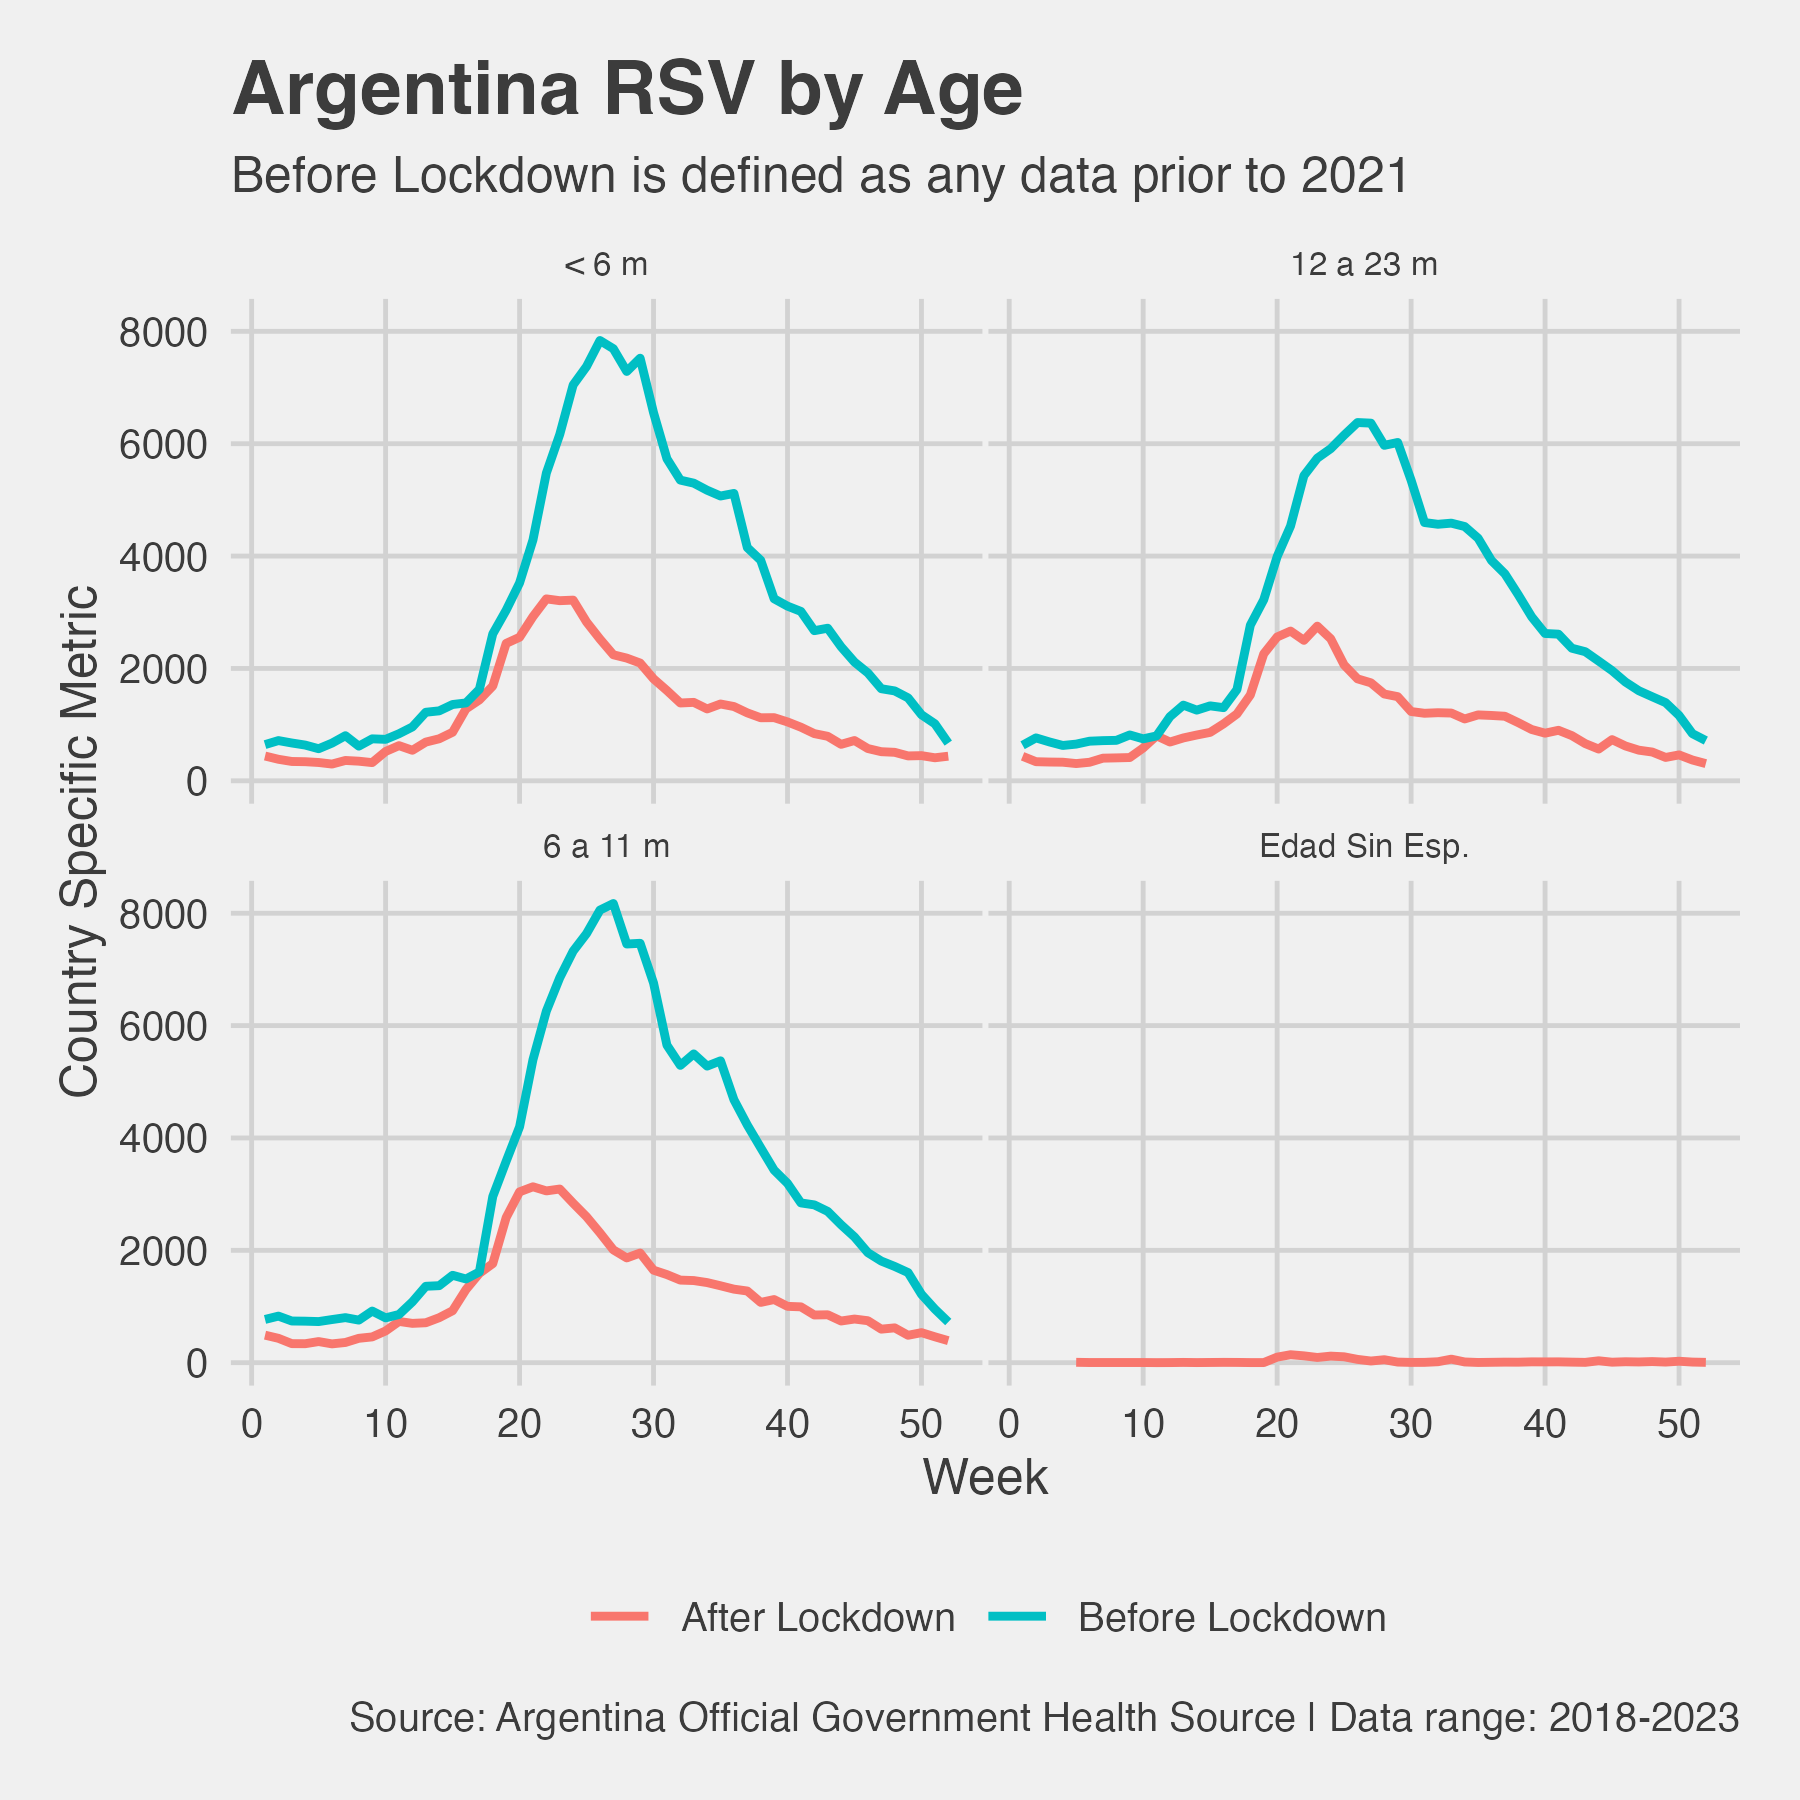 Argentina RSV by Age
Before Lockdown is defined as any data prior to 2021
< 6 m
12 a 23 m
8000
6000
4000
2000
0
6 a 11 m
Edad Sin Esp.
8000
6000
4000
2000
0
Country Specific Metric
0 10 20 30 40 50
0 10 20 30 40 50
Week
After Lockdown
Before Lockdown
Source: Argentina Official Government Health Source | Data range: 2018-2023